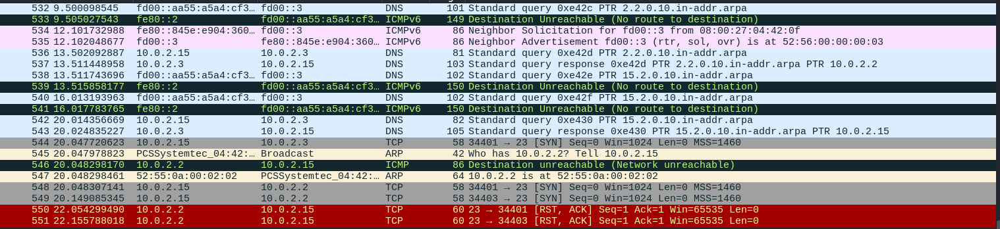 532 9.500098545 fd00::aa55:a5a4:cf3… fd00::3 DNS 101 Standard query 0xe42c PTR 2.2.0.10.in-addr.arpa
533 9.505027543 fe80::2 fd00::aa55:a5a4:cf3… ICMPv6 149 Destination Unreachable (No route to destination)
534 12.101732988 fe80::845e:e904:360… fd00::3 ICMPv6 86 Neighbor Solicitation for fd00::3 from 08:00:27:04:42:0f
535 12.102048677 fd00::3 fe80::845e:e904:360… ICMPv6 86 Neighbor Advertisement fd00::3 (rtr, sol, ovr) is at 52:56:00:00:00:03
536 13.502092887 10.0.2.15 10.0.2.3 DNS 81 Standard query 0xe42d PTR 2.2.0.10.in-addr.arpa
537 13.511448958 10.0.2.3 10.0.2.15 DNS 103 Standard query response 0xe42d PTR 2.2.0.10.in-addr.arpa PTR 10.0.2.2
538 13.511743696 fd00::aa55:a5a4:cf3… fd00::3 DNS 102 Standard query 0xe42e PTR 15.2.0.10.in-addr.arpa
539 13.515858177 fe80::2 fd00::aa55:a5a4:cf3… ICMPv6 150 Destination Unreachable (No route to destination)
540 16.013193963 fd00::aa55:a5a4:cf3… fd00::3 DNS 102 Standard query 0xe42f PTR 15.2.0.10.in-addr.arpa
541 16.017783765 fe80::2 fd00::aa55:a5a4:cf3… ICMPv6 150 Destination Unreachable (No route to destination)
542 20.014356669 10.0.2.15 10.0.2.3 DNS 82 Standard query 0xe430 PTR 15.2.0.10.in-addr.arpa
543 20.024835227 10.0.2.3 10.0.2.15 DNS 105 Standard query response 0xe430 PTR 15.2.0.10.in-addr.arpa PTR 10.0.2.15
544 20.047720623 10.0.2.15 10.0.2.3 TCP 58 34401 → 23 [SYN] Seq=0 Win=1024 Len=0 MSS=1460
545 20.047978823 PCSSystemtec_04:42:… Broadcast ARP 42 Who has 10.0.2.2? Tell 10.0.2.15
546 20.048298170 10.0.2.2 10.0.2.15 ICMP 86 Destination unreachable (Network unreachable)
547 20.048298461 52:55:0a:00:02:02 PCSSystemtec_04:42:… ARP 64 10.0.2.2 is at 52:55:0a:00:02:02
548 20.048307141 10.0.2.15 10.0.2.2 TCP 58 34401 → 23 [SYN] Seq=0 Win=1024 Len=0 MSS=1460
549 20.149085345 10.0.2.15 10.0.2.2 TCP 58 34403 → 23 [SYN] Seq=0 Win=1024 Len=0 MSS=1460
550 22.054299490 10.0.2.2 10.0.2.15 TCP 60 23 → 34401 [RST, ACK] Seq=1 Ack=1 Win=65535 Len=0
551 22.155788018 10.0.2.2 10.0.2.15 TCP 60 23 → 34403 [RST, ACK] Seq=1 Ack=1 Win=65535 Len=0